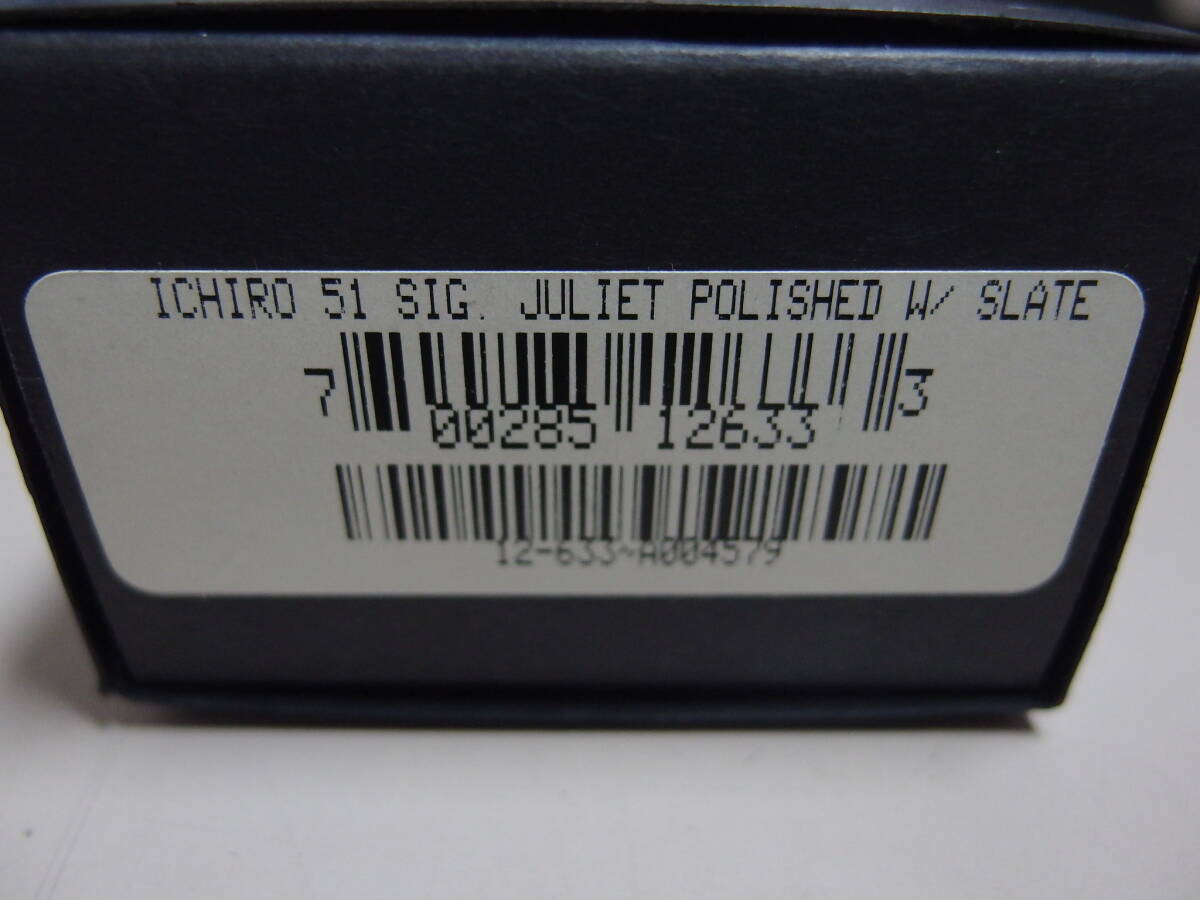 ICHIRO 51 SIG. JULIET POLISHED W/ SLATE
7 00285 12633 3
12-633~A004579